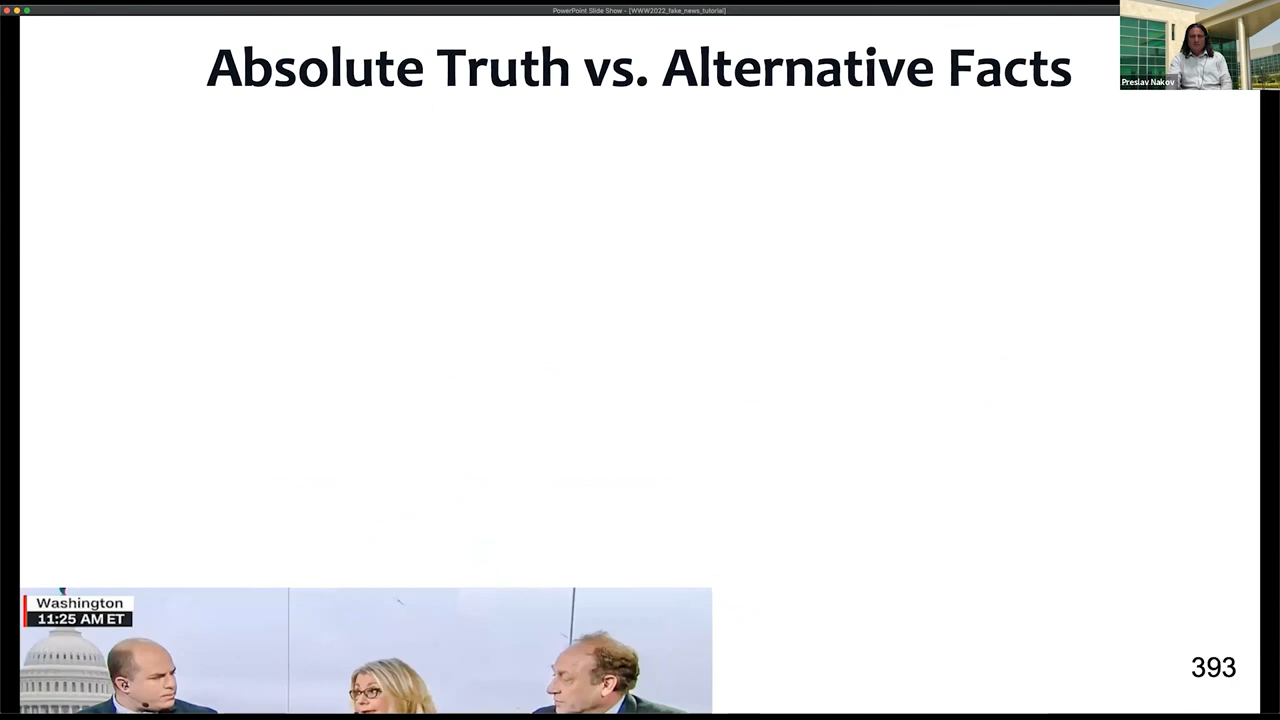 PowerPoint Slide Show - [WWW2022_fake_news_tutorial]
Absolute Truth vs. Alternative Facts
Preslav Nakov
Washington
11:25 AM ET
393